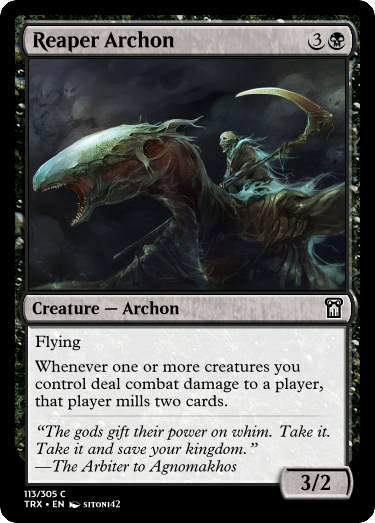 Reaper Archon 3
Creature — Archon
Flying
Whenever one or more creatures you
control deal combat damage to a player,
that player mills two cards.
“The gods gift their power on whim. Take it.
Take it and save your kingdom.”
—The Arbiter to Agnomakhos
3/2
113/305 C
TRX • EN SITONI42